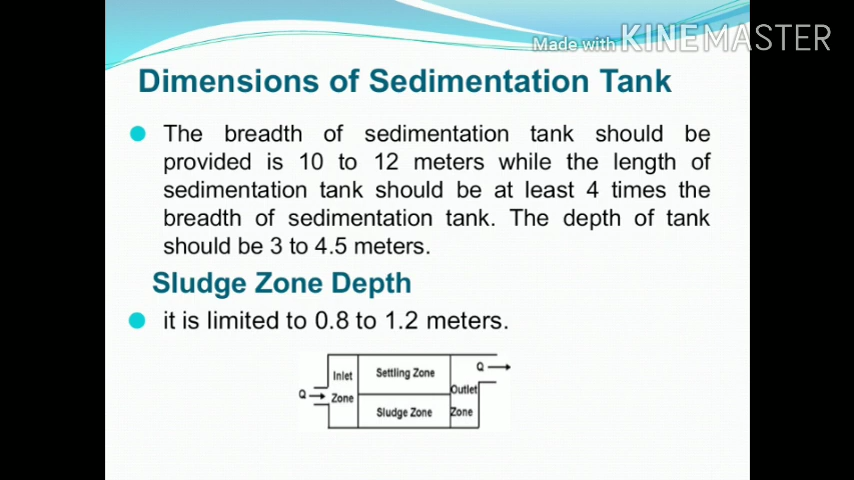 Made with KINEMASTER
Dimensions of Sedimentation Tank
The breadth of sedimentation tank should be
provided is 10 to 12 meters while the length of
sedimentation tank should be at least 4 times the
breadth of sedimentation tank. The depth of tank
should be 3 to 4.5 meters.
Sludge Zone Depth
it is limited to 0.8 to 1.2 meters.
Inlet
Zone
Q
Settling Zone
Sludge Zone
Q
Outlet
Zone